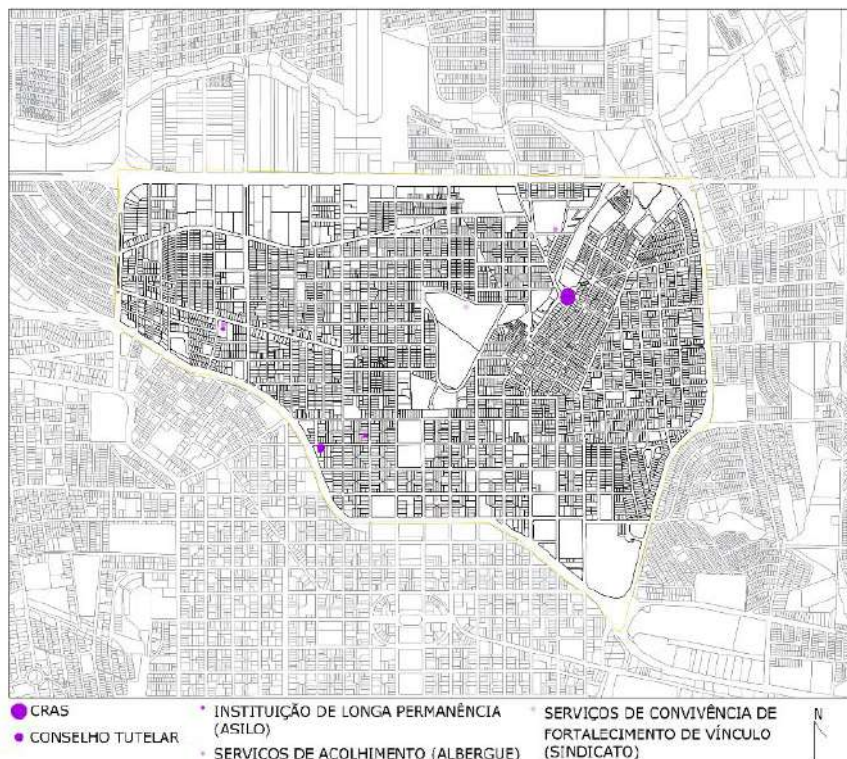 CRAS
CONSELHO TUTELAR
INSTITUIÇÃO DE LONGA PERMANÊNCIA
(ASILO)
SERVIÇOS DE ACOLHIMENTO (ALBERGUE)
SERVIÇOS DE CONVIVÊNCIA DE
FORTALECIMENTO DE VÍNCULO
(SINDICATO)
N